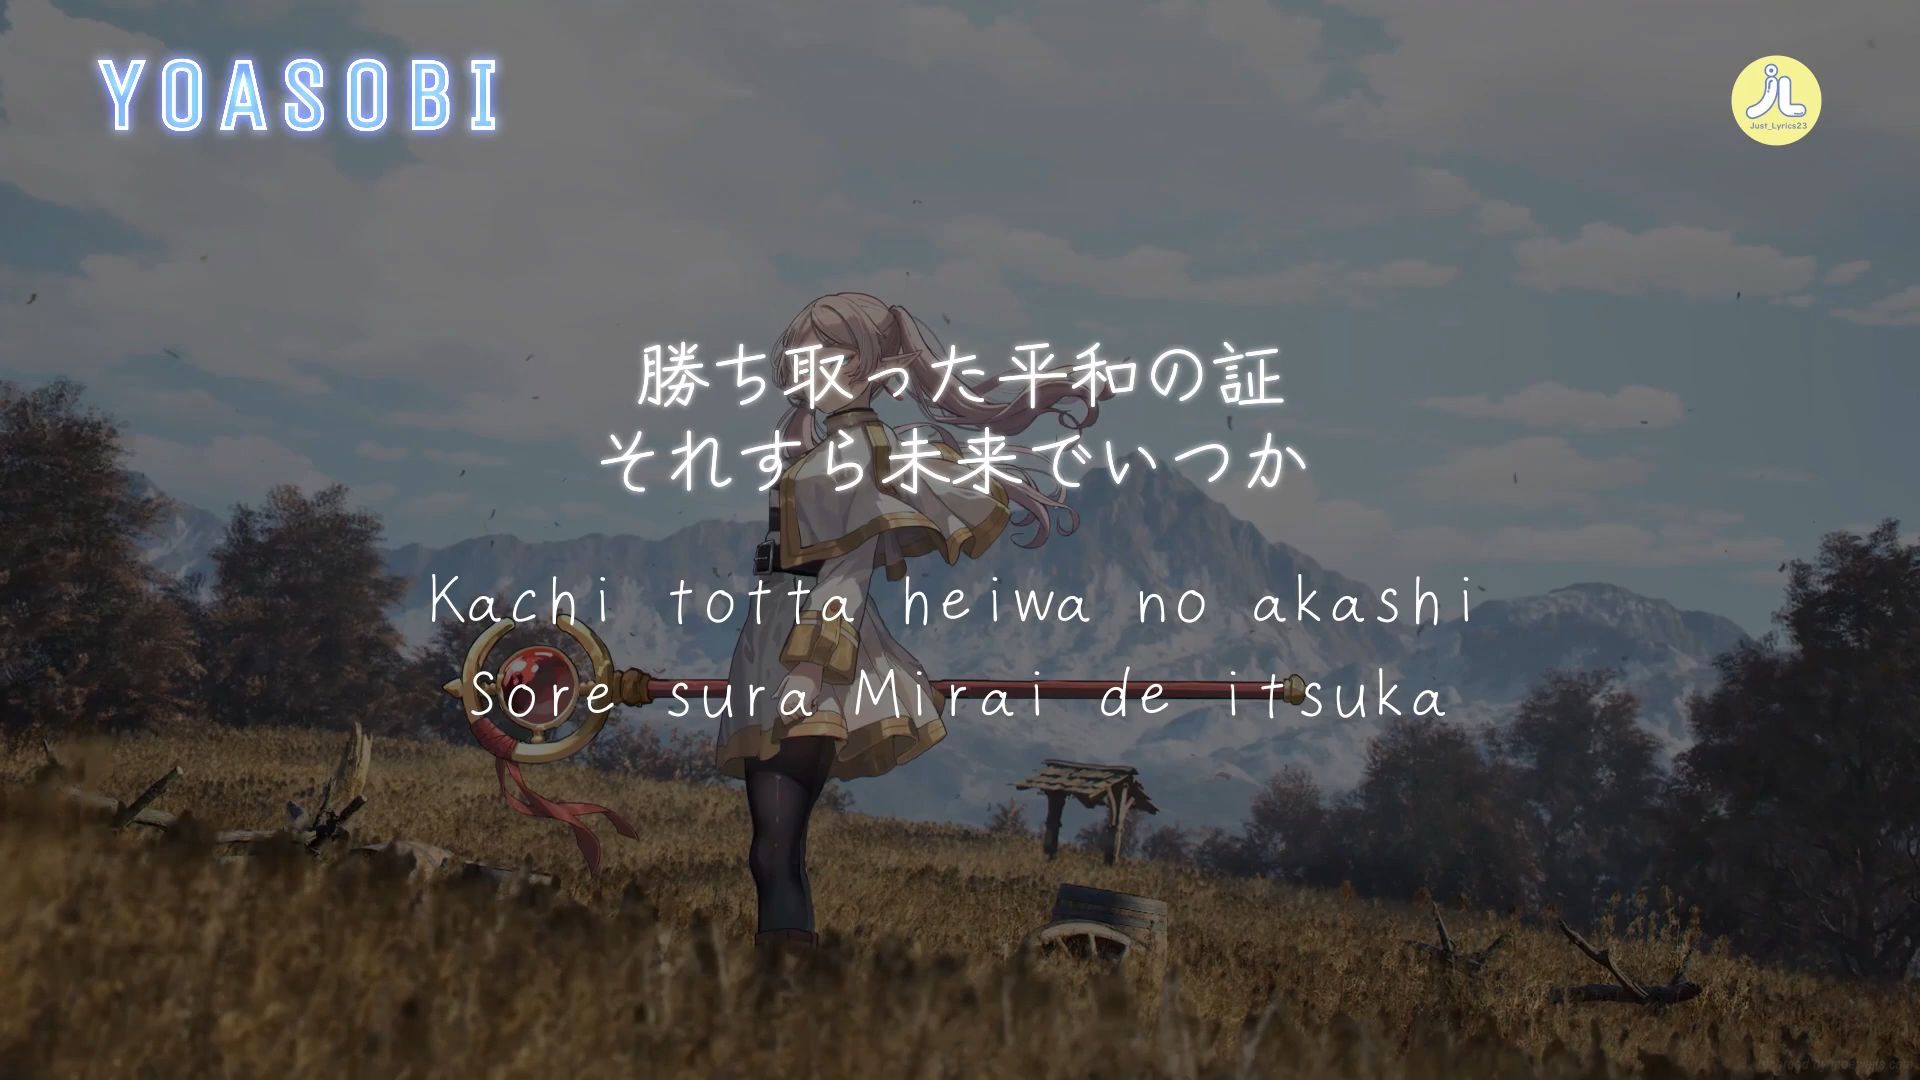 YOASOBI
Just_Lyrics23
勝ち取った平和の証
それすら未来でいつか
Kachi totta heiwa no akashi
Sore sura Mirai de itsuka